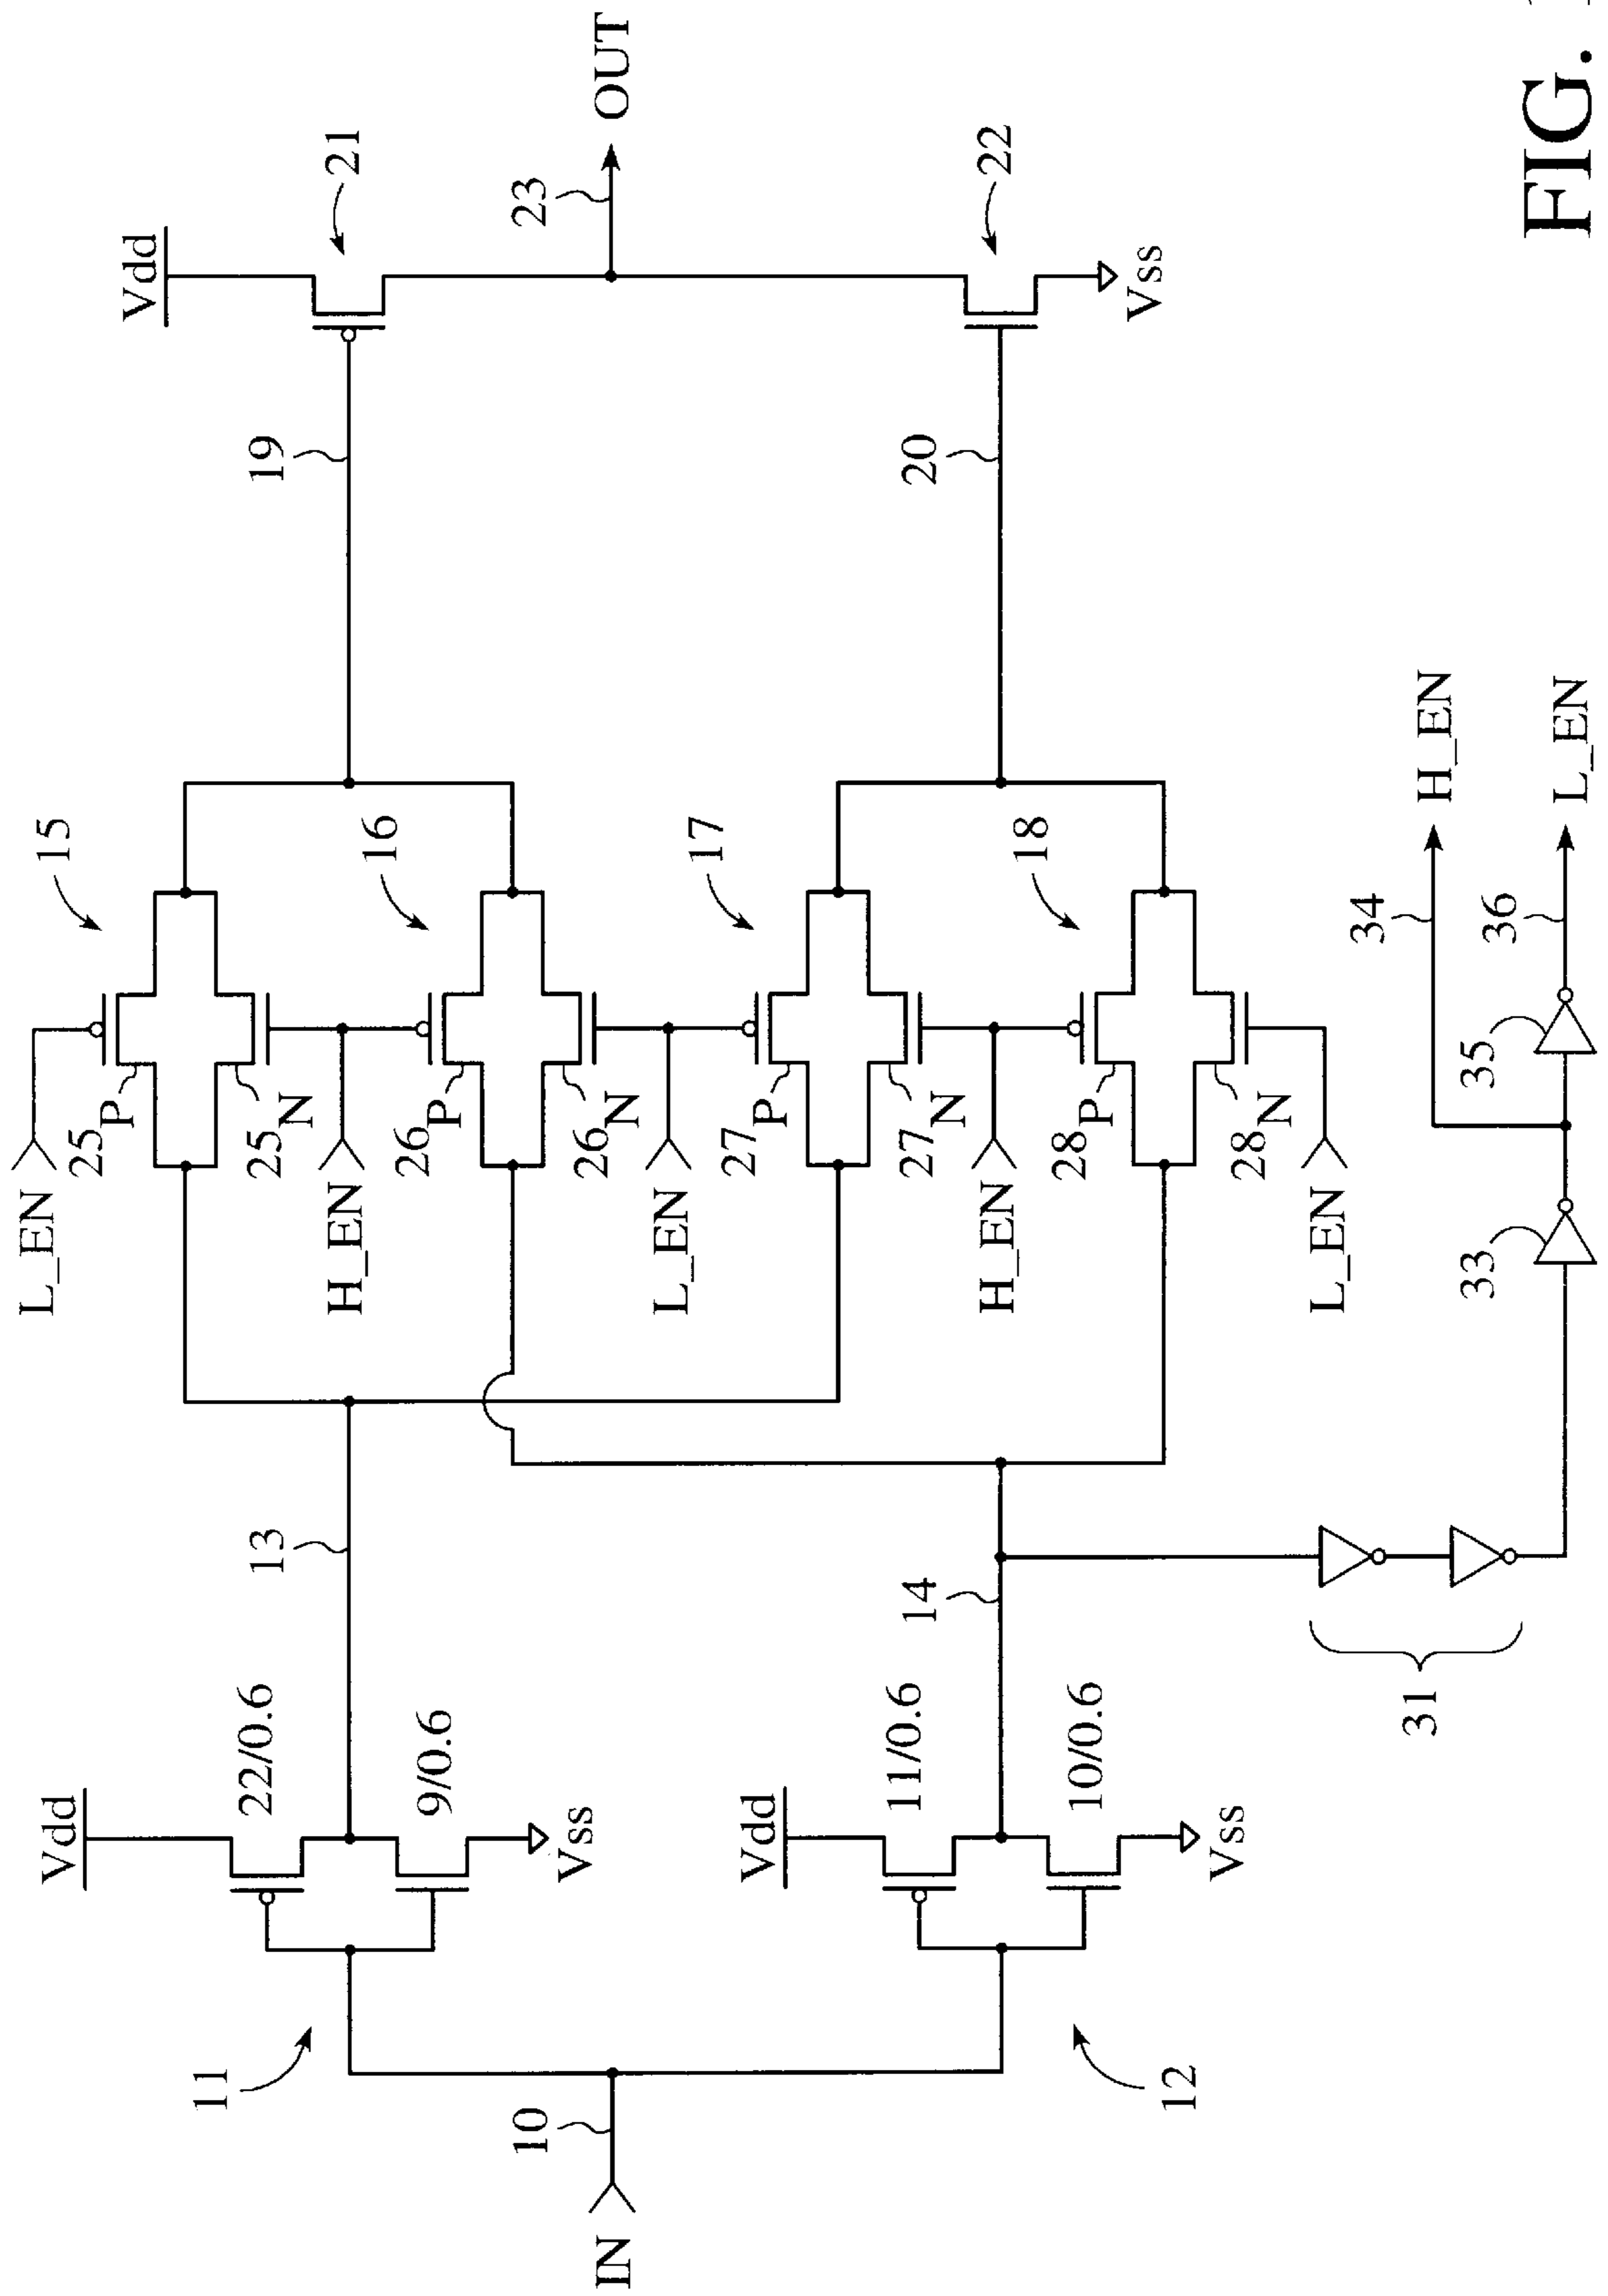 Vdd
21
23
OUT
22
Vss
19
20
15
16
17
18
L_EN
25P
25N
H_EN
26P
26N
L_EN
27P
27N
H_EN
28P
28N
L_EN
34
H_EN
36
L_EN
35
33
31
13
14
Vdd
22/0.6
9/0.6
Vss
Vdd
11/0.6
10/0.6
Vss
11
12
10
IN
FIG.